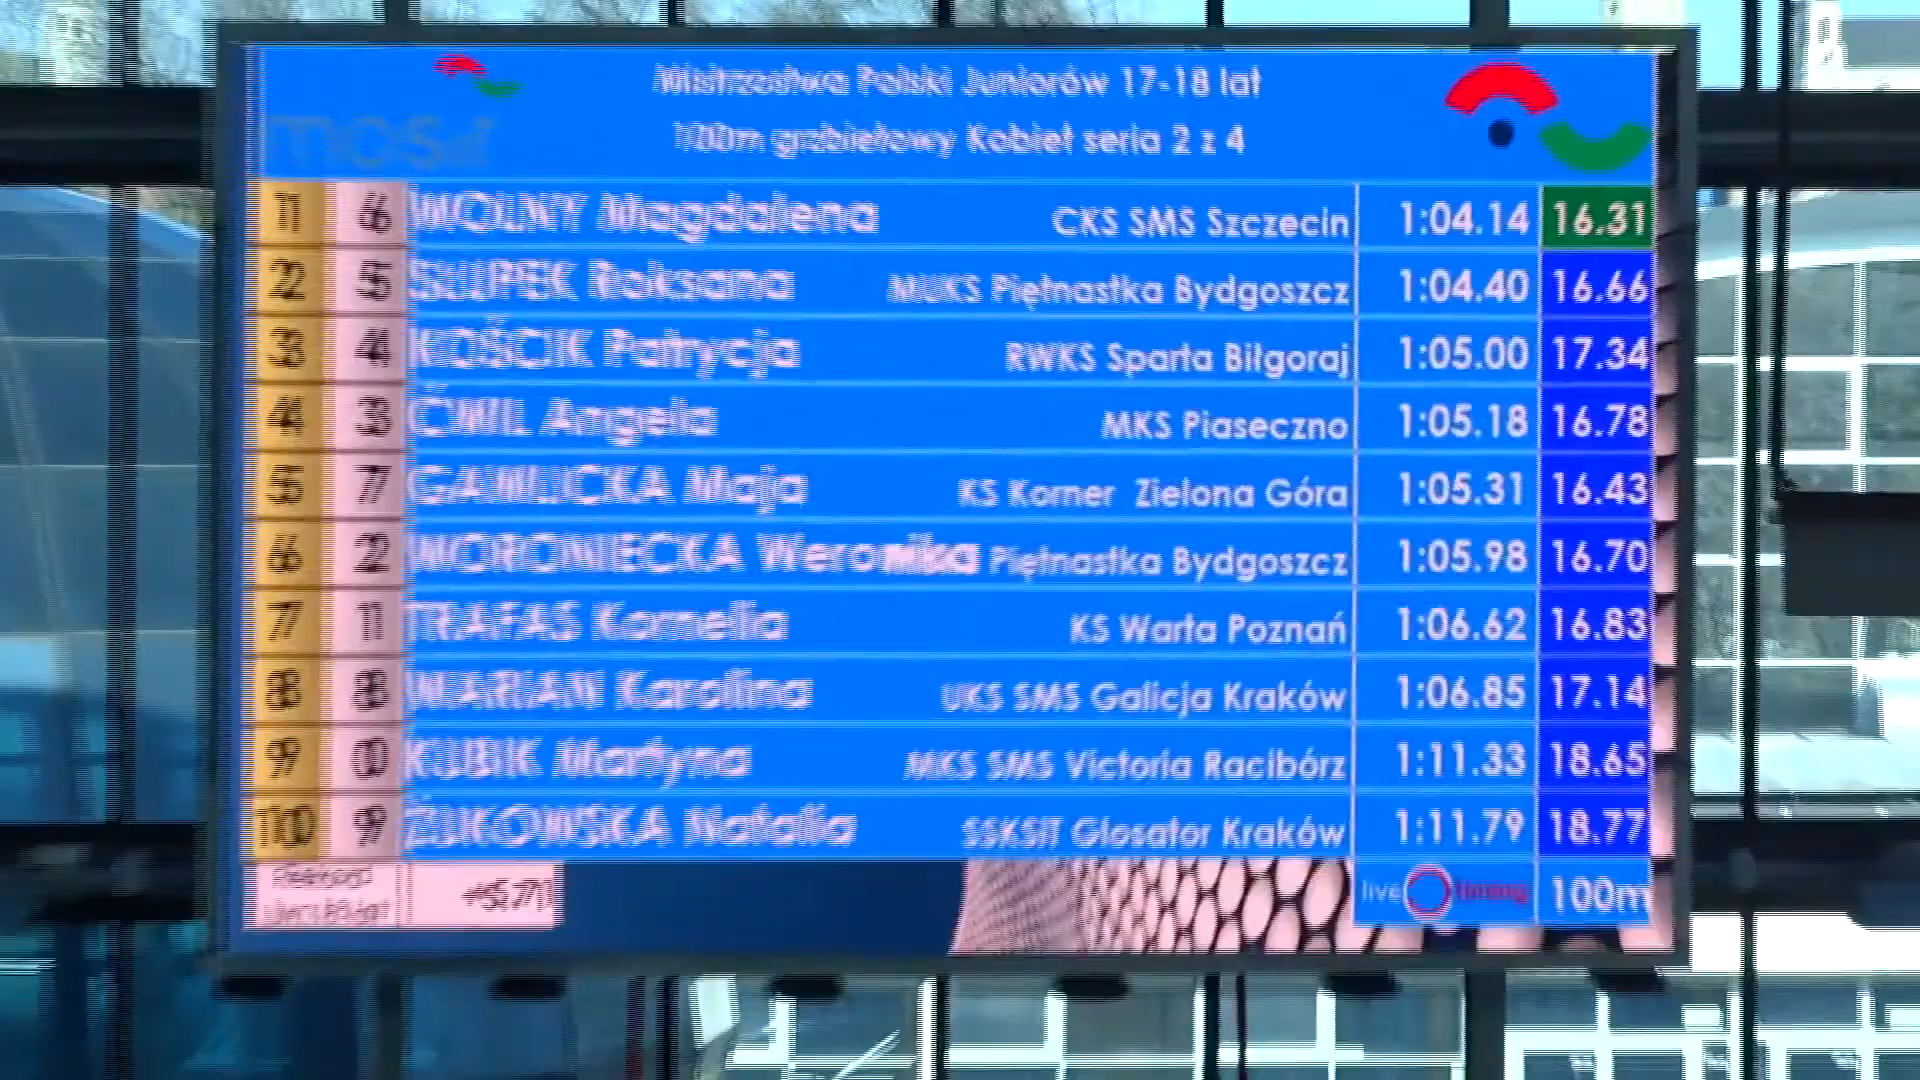 Mistrzostwa Polski Juniorów 17-18 lat
100m grzbietowy Kobiet seria 2 z 4
mosir
1 6 WOLNY Magdalena CKS SMS Szczecin 1:04.14 16.31
2 5 SŁUPEK Roksana MUKS Piętnastka Bydgoszcz 1:04.40 16.66
3 4 KOŚCIK Patrycja RWKS Sparta Biłgoraj 1:05.00 17.34
4 3 ĆWIL Angela MKS Piaseczno 1:05.18 16.78
5 7 GAWLICKA Maja KS Korner Zielona Góra 1:05.31 16.43
6 2 WORONIECKA Weronika Piętnastka Bydgoszcz 1:05.98 16.70
7 1 TRAFAS Kornelia KS Warta Poznań 1:06.62 16.83
8 8 MARIAN Karolina UKS SMS Galicja Kraków 1:06.85 17.14
9 0 KUBIK Martyna MKS SMS Victoria Racibórz 1:11.33 18.65
10 9 ŻUKOWSKA Natalia SSKSiT Glosator Kraków 1:11.79 18.77
live timing 100m